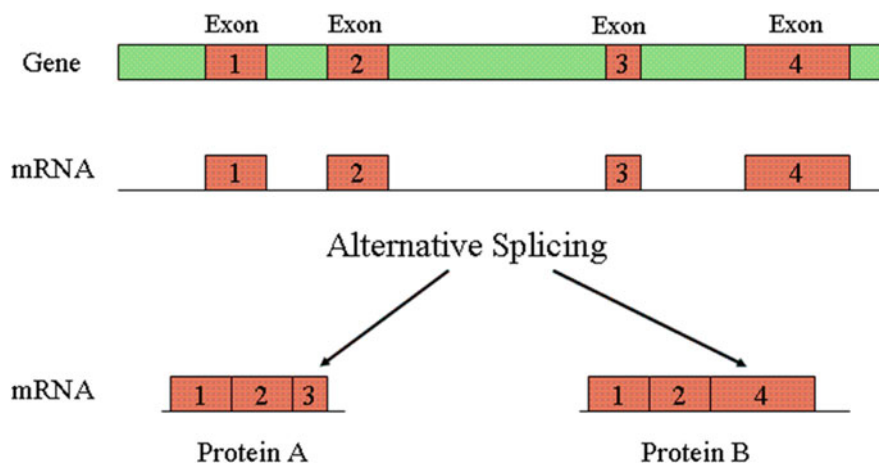 Exon Exon Exon Exon
Gene 1 2 3 4
mRNA 1 2 3 4
Alternative Splicing
mRNA 1 2 3 1 2 4
Protein A Protein B